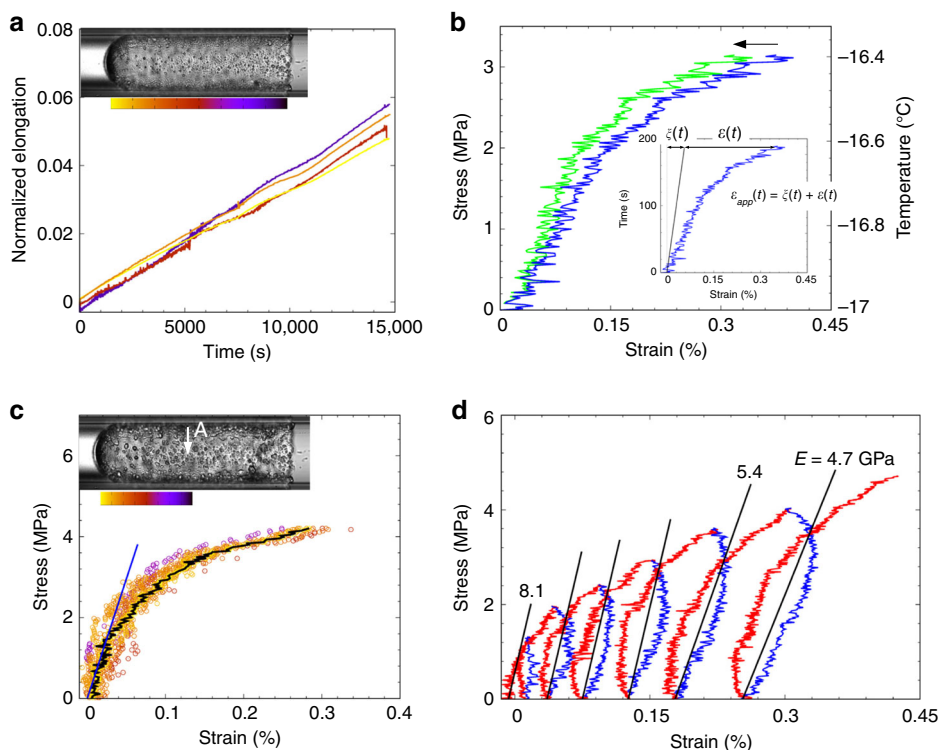 a
0.08
0.06
0.04
0.02
0
Normalized elongation
0 5000 10,000 15,000
Time (s)
b
3
2
1
0
Stress (MPa)
−16.4
−16.6
−16.8
−17
Temperature (°C)
0 0.15 0.3 0.45
Strain (%)
200
100
0
Time (s)
ξ(t) ε(t)
εapp(t) = ξ(t) + ε(t)
0 0.15 0.3 0.45
Strain (%)
c
A
6
4
2
0
Stress (MPa)
0 0.1 0.2 0.3 0.4
Strain (%)
d
6
4
2
0
Stress (MPa)
8.1
5.4
E = 4.7 GPa
0 0.15 0.3 0.45
Strain (%)